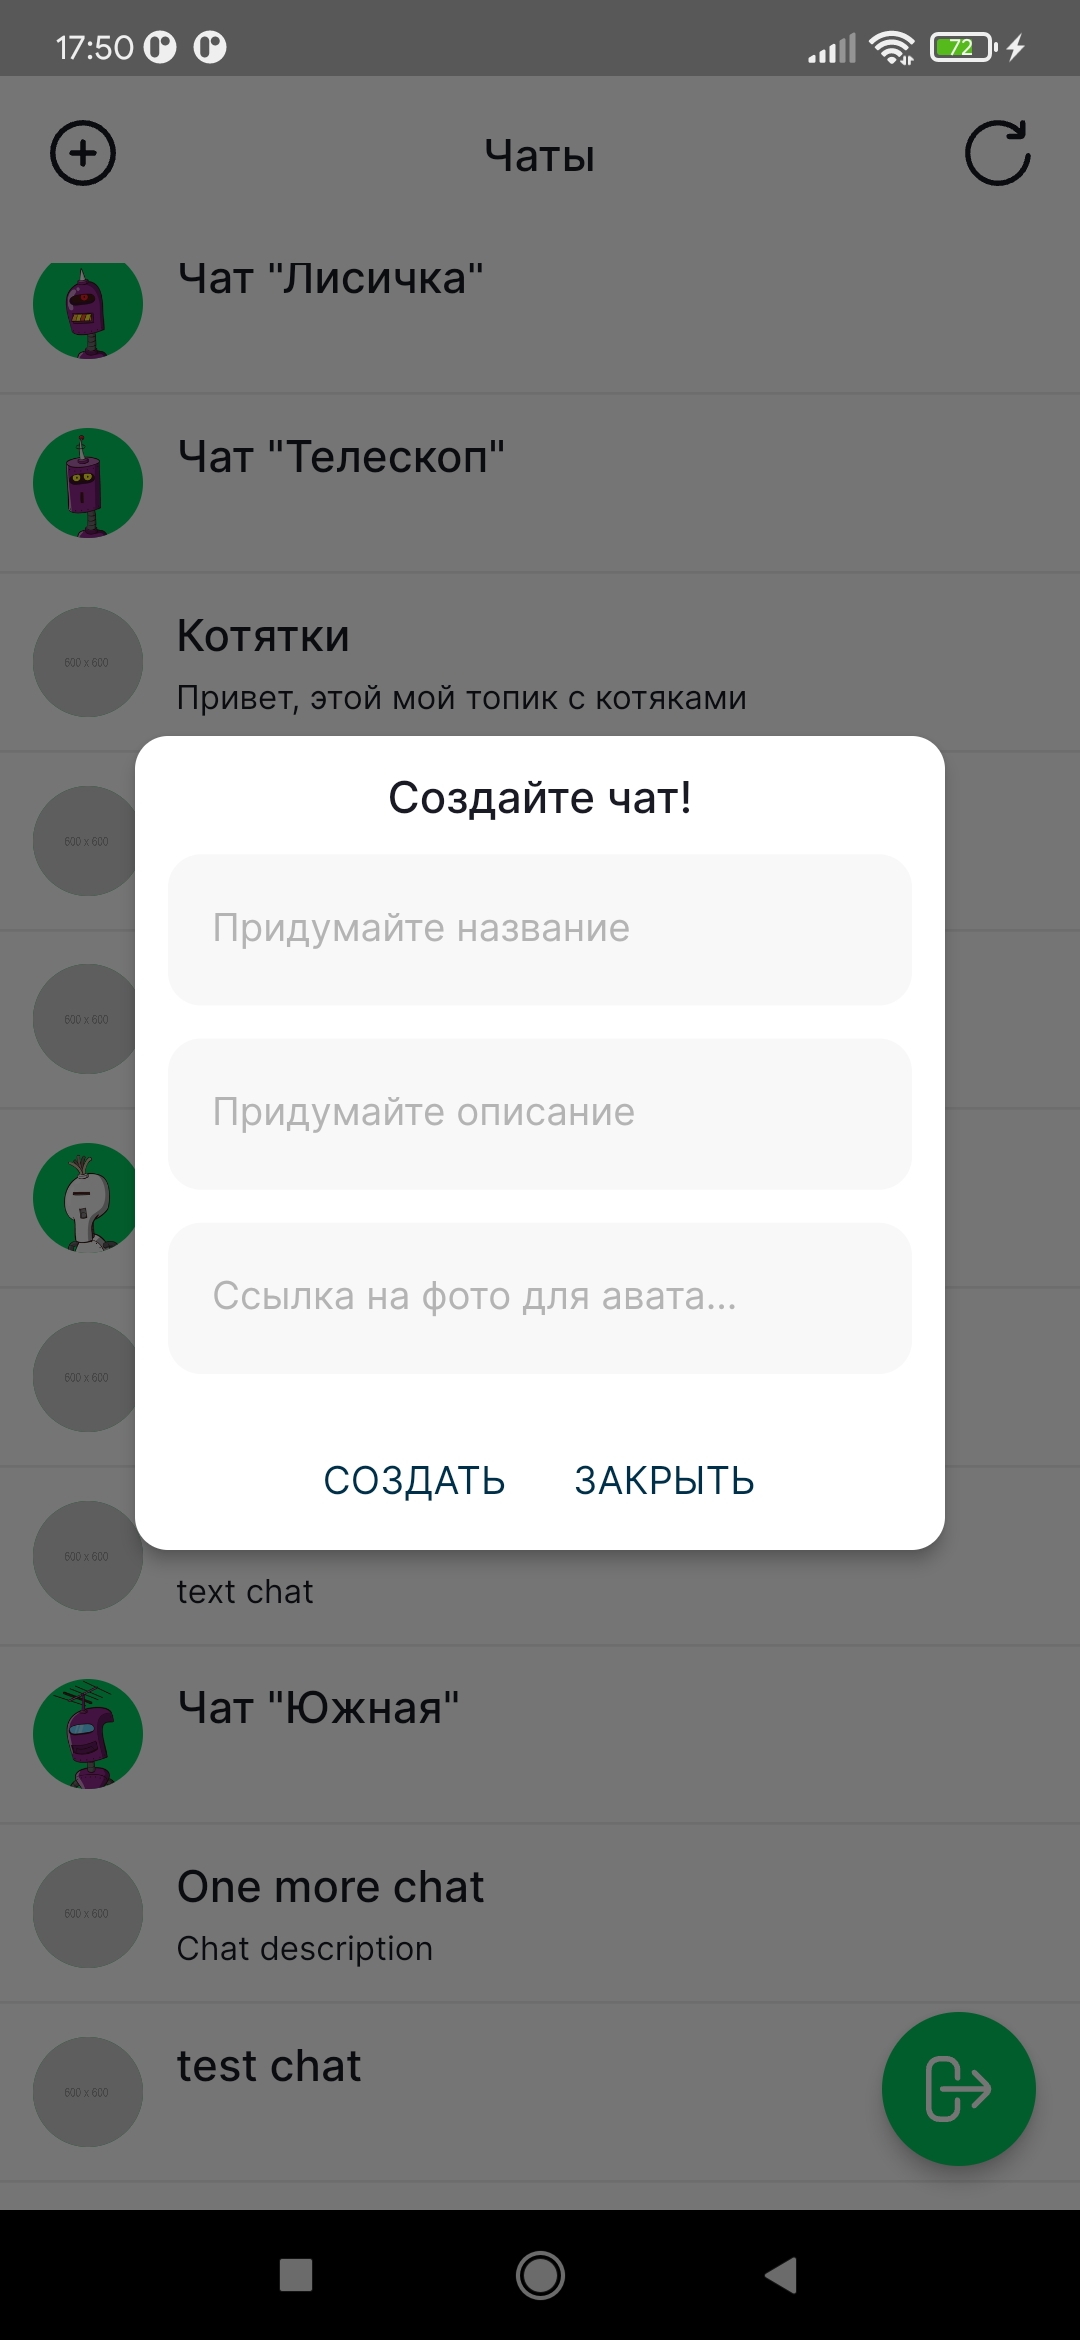 17:50
72
Чаты
Чат "Лисичка"
Чат "Телескоп"
600 x 600
Котятки
Привет, этой мой топик с котяками
600 x 600
600 x 600
Создайте чат!
Придумайте название
Придумайте описание
Ссылка на фото для авата...
СОЗДАТЬ ЗАКРЫТЬ
600 x 600
600 x 600
text chat
Чат "Южная"
600 x 600
One more chat
Chat description
600 x 600
test chat